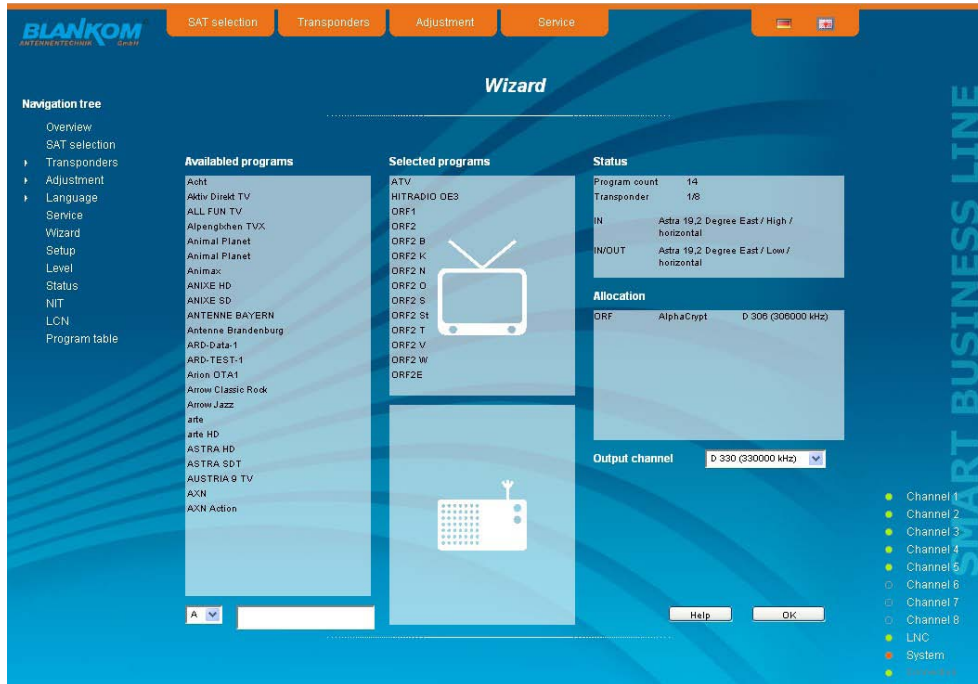 SAT selection
Transponders
Adjustment
Service
BLANKOM
ANTENNENTECHNIK GmbH
Wizard
Navigation tree
Overview
SAT selection
Transponders
Adjustment
Language
Service
Wizard
Setup
Level
Status
NIT
LCN
Program table
Availabled programs
Acht
Aktiv Direkt TV
ALL FUN TV
Alpenglxhen TVX
Animal Planet
Animal Planet
Animax
ANIXE HD
ANIXE SD
ANTENNE BAYERN
Antenne Brandenburg
ARD-Data-1
ARD-TEST-1
Arion OTA1
Arrow Classic Rock
Arrow Jazz
arte
arte HD
ASTRA HD
ASTRA SDT
AUSTRIA 9 TV
AXN
AXN Action
A
Selected programs
ATV
HITRADIO OE3
ORF1
ORF2
ORF2 B
ORF2 K
ORF2 N
ORF2 O
ORF2 S
ORF2 St
ORF2 T
ORF2 V
ORF2 W
ORF2E
Status
Program count 14
Transponder 1/8
IN Astra 19,2 Degree East / High /
horizontal
IN/OUT Astra 19,2 Degree East / Low /
horizontal
Allocation
ORF AlphaCrypt D 306 (306000 kHz)
Output channel D 330 (330000 kHz)
Help OK
SMART BUSINESS LINE
Channel 1
Channel 2
Channel 3
Channel 4
Channel 5
Channel 6
Channel 7
Channel 8
LNC
System